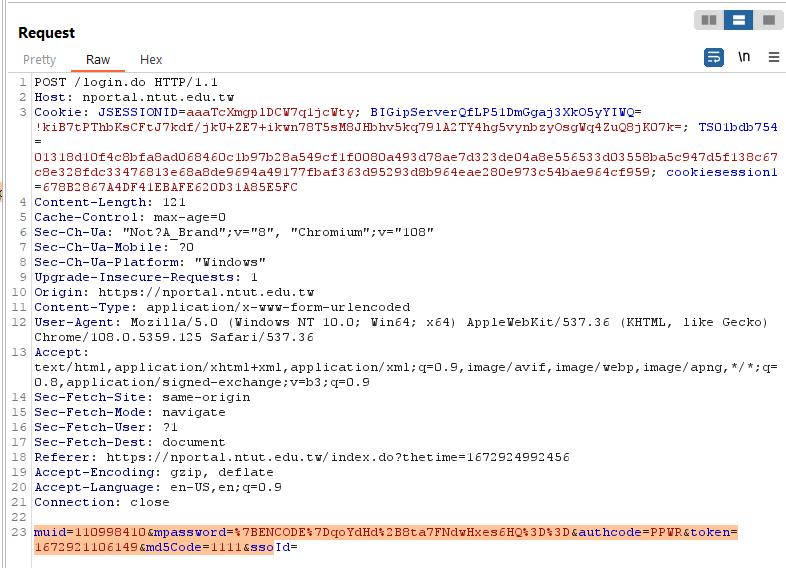 Request
Pretty Raw Hex
\n
1 POST /login.do HTTP/1.1
2 Host: nportal.ntut.edu.tw
3 Cookie: JSESSIONID=aaaTcXmgplDCW7q1jcWty; BIGipServerQfLP51DmGgaj3XkO5yYIWQ=
!kiB7tPThbKsCFtJ7kdf/jkU+ZE7+ikwn78T5sM8JHbhv5kq79lA2TY4hg5vynbzyOsgWq4ZuQ8jKO7k=; TS01bdb754
=
01318d10f4c8bfa8ad068460c1b97b28a549cf1f0080a493d78ae7d323de04a8e556533d03558ba5c947d5f138c67
c8e328fdc33476813e68a8de9694a49177fbaf363d95293d8b964eae280e973c54bae964cf959; cookiesession1
=678B2867A4DF41EBAFE620D31A85E5FC
4 Content-Length: 121
5 Cache-Control: max-age=0
6 Sec-Ch-Ua: "Not?A_Brand";v="8", "Chromium";v="108"
7 Sec-Ch-Ua-Mobile: ?0
8 Sec-Ch-Ua-Platform: "Windows"
9 Upgrade-Insecure-Requests: 1
10 Origin: https://nportal.ntut.edu.tw
11 Content-Type: application/x-www-form-urlencoded
12 User-Agent: Mozilla/5.0 (Windows NT 10.0; Win64; x64) AppleWebKit/537.36 (KHTML, like Gecko)
Chrome/108.0.5359.125 Safari/537.36
13 Accept:
text/html,application/xhtml+xml,application/xml;q=0.9,image/avif,image/webp,image/apng,*/*;q=
0.8,application/signed-exchange;v=b3;q=0.9
14 Sec-Fetch-Site: same-origin
15 Sec-Fetch-Mode: navigate
16 Sec-Fetch-User: ?1
17 Sec-Fetch-Dest: document
18 Referer: https://nportal.ntut.edu.tw/index.do?thetime=1672924992456
19 Accept-Encoding: gzip, deflate
20 Accept-Language: en-US,en;q=0.9
21 Connection: close
22
23 muid=110998410&mpassword=%7BENCODE%7DqoYdHd%2B8ta7FNdwHxes6HQ%3D%3D&authcode=PPWR&token=
1672921106149&md5Code=1111&ssoId=